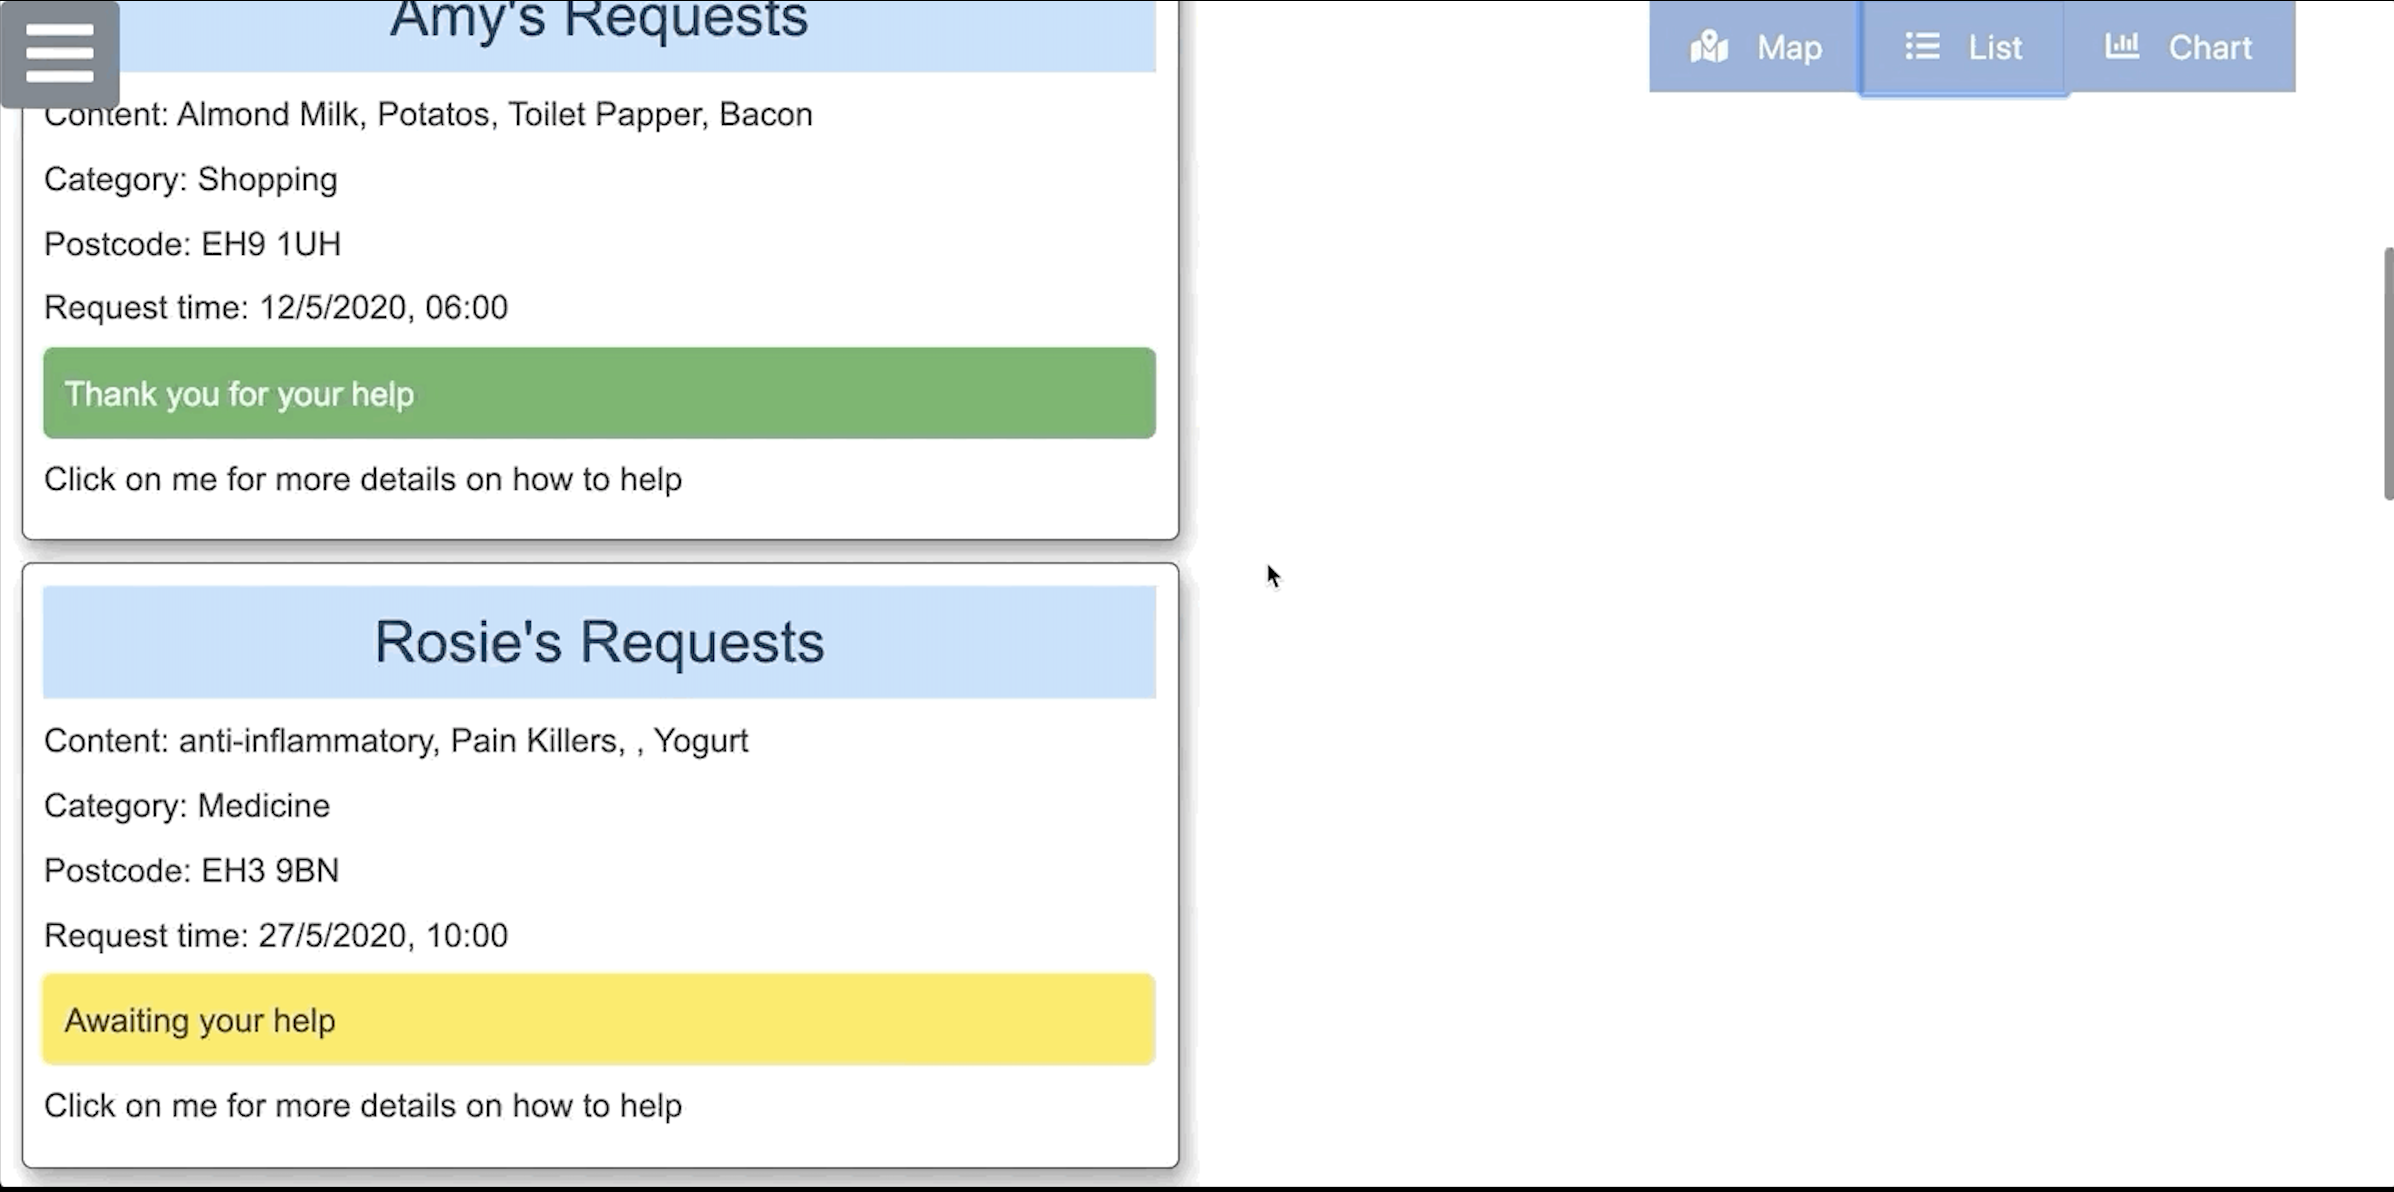 Amy's Requests
Map
List
Chart
Content: Almond Milk, Potatos, Toilet Papper, Bacon
Category: Shopping
Postcode: EH9 1UH
Request time: 12/5/2020, 06:00
Thank you for your help
Click on me for more details on how to help
Rosie's Requests
Content: anti-inflammatory, Pain Killers, , Yogurt
Category: Medicine
Postcode: EH3 9BN
Request time: 27/5/2020, 10:00
Awaiting your help
Click on me for more details on how to help